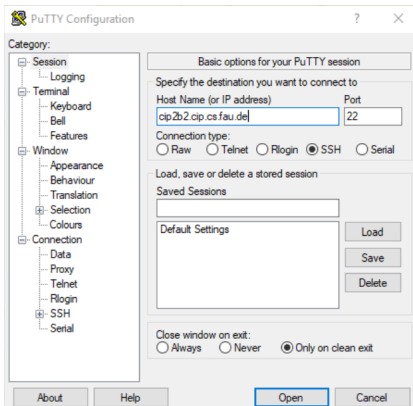 PuTTY Configuration
Category:
Session
Logging
Terminal
Keyboard
Bell
Features
Window
Appearance
Behaviour
Translation
Selection
Colours
Connection
Data
Proxy
Telnet
Rlogin
SSH
Serial
Basic options for your PuTTY session
Specify the destination you want to connect to
Host Name (or IP address) Port
cip2b2.cip.cs.fau.de 22
Connection type:
Raw Telnet Rlogin SSH Serial
Load, save or delete a stored session
Saved Sessions
Default Settings
Load
Save
Delete
Close window on exit:
Always Never Only on clean exit
About Help Open Cancel